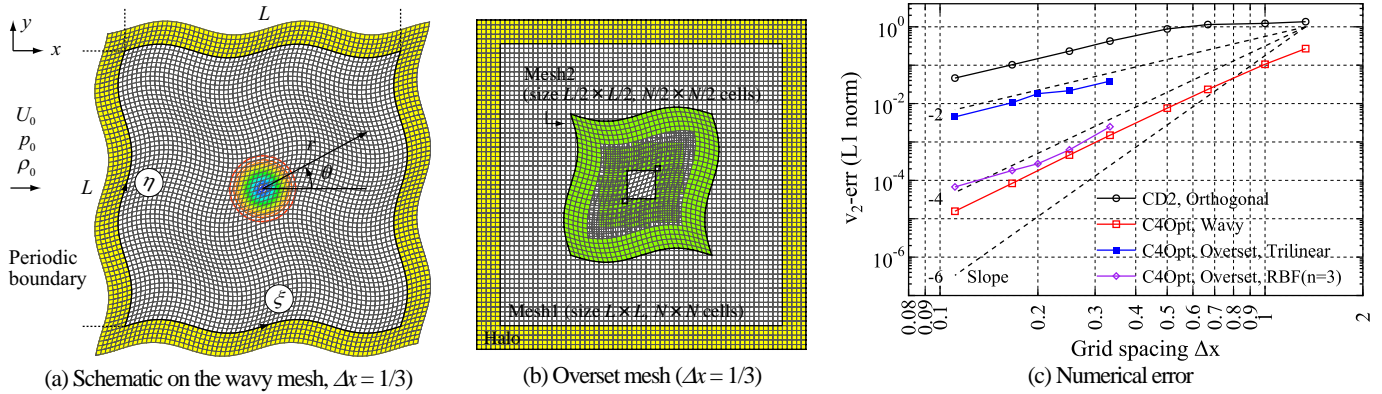 y
x
L
U₀
p₀
ρ₀
L
η
r
θ
Periodic
boundary
ξ
(a) Schematic on the wavy mesh, Δx = 1/3
Mesh2
(size L/2 × L/2, N/2 × N/2 cells)
Mesh1 (size L × L, N × N cells)
Halo
(b) Overset mesh (Δx = 1/3)
v₂-err (L1 norm)
10⁰
10⁻²
10⁻⁴
10⁻⁶
-2
-4
-6
Slope
CD2, Orthogonal
C4Opt, Wavy
C4Opt, Overset, Trilinear
C4Opt, Overset, RBF(n=3)
0.08
0.09
0.1
0.2
0.3
0.4
0.5
0.6
0.7
0.8
0.9
1
2
Grid spacing Δx
(c) Numerical error